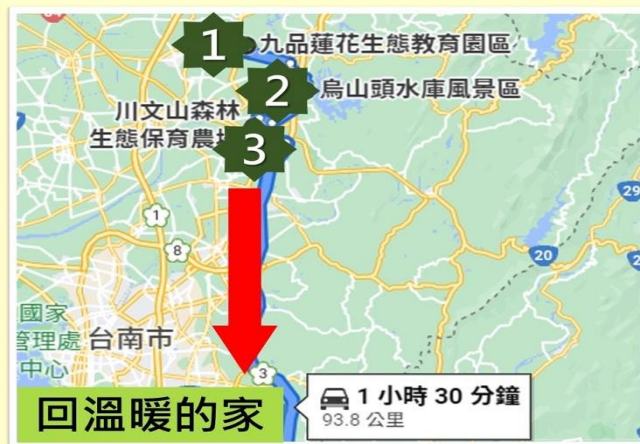 1
九品蓮花生態教育園區
2
烏山頭水庫風景區
川文山森林
生態保育農
3
1
8
29
20
2
國家
管理處
中心
台南市
3
1 小時 30 分鐘
93.8 公里
回溫暖的家